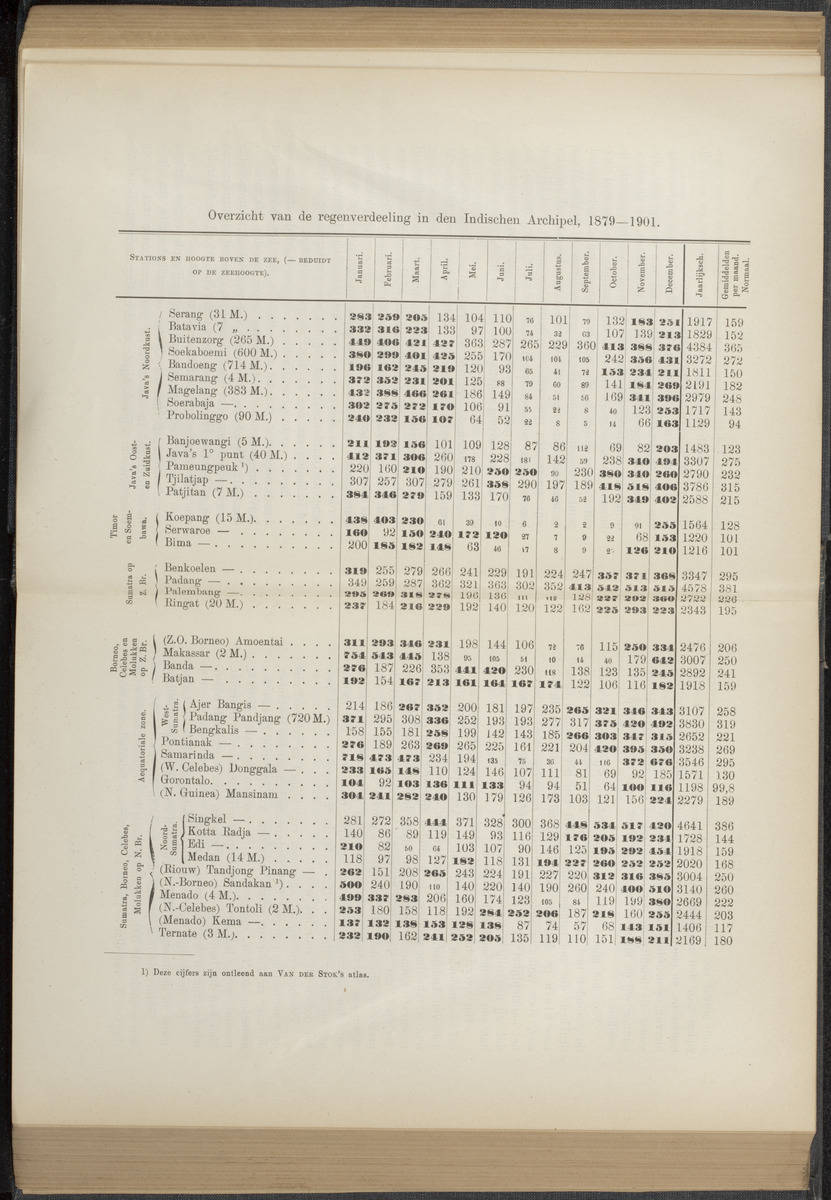 Overzicht van de regenverdeeling in den Indischen Archipel, 1879—1901.
Stations en hoogte boven de zee, (— beduidt op de zeehoogte). Januari. Februari. Maart. April. Mei. Juni. Juli. Augustus. September. October. November. December. Jaarlijksch. Gemiddelden per maand. Normaal.
Java's Noordkust.
Serang (31 M.) 283 259 205 134 104 110 76 101 79 132 183 251 1917 159
Batavia (7 „ 332 316 223 133 97 100 74 32 63 107 139 213 1829 152
Buitenzorg (265 M.) 449 406 421 427 363 287 265 229 360 413 388 376 4384 365
Soekaboemi (600 M.) 380 299 401 425 255 170 104 104 105 242 356 431 3272 272
Bandoeng (714 M.) 196 162 245 219 120 93 65 41 72 153 234 211 1811 150
Semarang (4 M.) 372 352 231 201 125 88 79 60 89 141 184 269 2191 182
Magelang (383 M.) 432 388 466 261 186 149 84 51 56 169 341 396 2979 248
Soerabaja — 302 275 272 170 106 91 55 22 8 40 123 253 1717 143
Probolinggo (90 M.) 240 232 156 107 64 52 22 8 5 14 66 163 1129 94
Java's Oost- en Zuidkust.
Banjoewangi (5 M.) 211 192 156 101 109 128 87 86 112 69 82 203 1483 123
Java's 1e punt (40 M.) 412 371 306 260 178 228 181 142 59 238 340 494 3307 275
Pameungpeuk 1) 220 160 210 190 210 250 250 90 230 380 340 260 2790 232
Tjilatjap — 307 257 307 279 261 358 290 197 189 418 518 406 3786 315
Patjitan (7 M.) 384 346 279 159 133 170 76 46 52 192 349 402 2588 215
Timor en Soembawa.
Koepang (15 M.) 438 403 230 61 39 10 6 2 2 9 91 255 1564 128
Serwaroe — 160 92 150 240 172 120 27 7 9 22 68 153 1220 101
Bima — 200 185 182 148 63 46 17 8 9 126 210 1216 101
Sumatra op Z. Br.
Benkoelen — 319 255 279 266 241 229 191 224 247 357 371 368 3347 295
Padang — 349 259 287 362 321 363 302 352 413 542 513 515 4578 381
Palembang — 295 269 318 278 196 136 111 112 128 227 292 360 2722 226
Ringat (20 M.) 237 184 216 229 192 140 120 122 162 225 293 223 2343 195
Borneo, Celebes en Molukken op Z. Br.
(Z.O. Borneo) Amoentai 311 293 346 231 198 144 106 72 76 115 250 334 2476 206
Makassar (2 M.) 754 543 445 138 95 105 51 10 14 40 179 642 3007 250
Banda — 276 187 226 353 441 420 230 118 138 123 135 245 2892 241
Batjan — 192 154 167 213 161 164 167 174 122 106 116 182 1918 159
Aequatoriale zone.
West-Sumatra.
Ajer Bangis — 214 186 267 352 200 181 197 235 265 321 346 343 3107 258
Padang Pandjang (720 M.) 371 295 308 336 252 193 193 277 317 375 420 492 3830 319
Bengkalis — 158 155 181 258 199 142 143 185 266 303 347 315 2652 221
Pontianak — 276 189 263 269 265 225 161 221 204 420 395 350 3238 269
Samarinda — 718 473 473 234 194 135 75 36 44 116 372 676 3546 295
(W. Celebes) Donggala — 233 165 148 110 124 146 107 111 81 69 92 185 1571 130
Gorontalo 104 92 103 136 111 133 94 94 51 64 100 116 1198 99,8
(N. Guinea) Mansinam 304 241 282 240 130 179 126 173 103 121 156 224 2279 189
Sumatra, Borneo, Celebes, Molukken op N. Br.
Noord-Sumatra.
Singkel — 281 272 358 444 371 328 300 368 448 534 517 420 4641 386
Kotta Radja — 140 86 89 119 149 93 116 129 176 205 192 234 1728 144
Edi — 210 82 50 64 103 107 90 146 125 195 292 454 1918 159
Medan (14 M.) 118 97 98 127 182 118 131 194 227 260 252 252 2020 168
(Riouw) Tandjong Pinang — 262 151 208 265 243 224 191 227 220 312 316 385 3004 250
(N.-Borneo) Sandakan 1) 500 240 190 110 140 220 140 190 260 240 400 510 3140 260
Menado (4 M.) 499 337 283 206 160 174 123 105 84 119 199 380 2669 222
(N.-Celebes) Tontoli (2 M.) 253 180 158 118 192 284 252 206 187 218 160 255 2444 203
(Menado) Kema — 137 132 138 153 128 138 87 74 57 68 143 151 1406 117
Ternate (3 M.) 232 190 162 241 252 205 135 119 110 151 188 211 2169 180
1) Deze cijfers zijn ontleend aan Van der Stok's atlas.